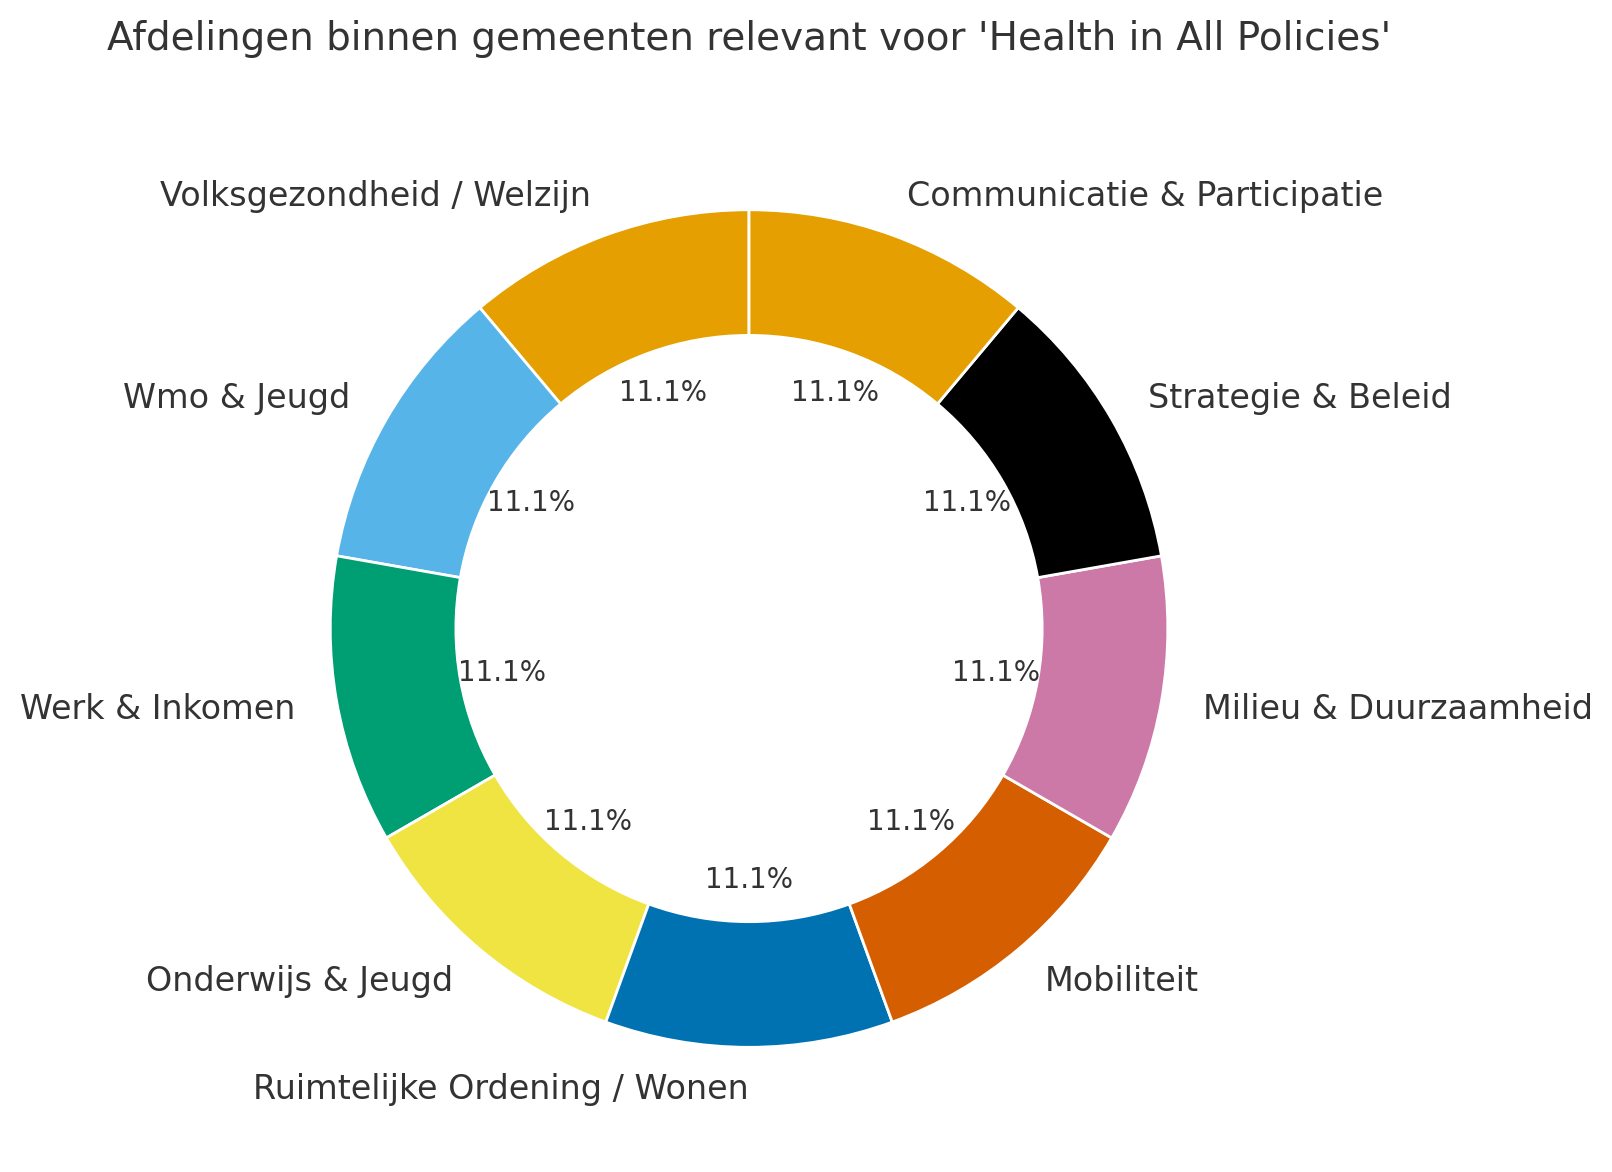 Afdelingen binnen gemeenten relevant voor 'Health in All Policies'
Volksgezondheid / Welzijn
Communicatie & Participatie
Wmo & Jeugd
11.1%
11.1%
Strategie & Beleid
11.1%
11.1%
Werk & Inkomen
11.1%
11.1%
Milieu & Duurzaamheid
11.1%
11.1%
11.1%
Onderwijs & Jeugd
Mobiliteit
Ruimtelijke Ordening / Wonen